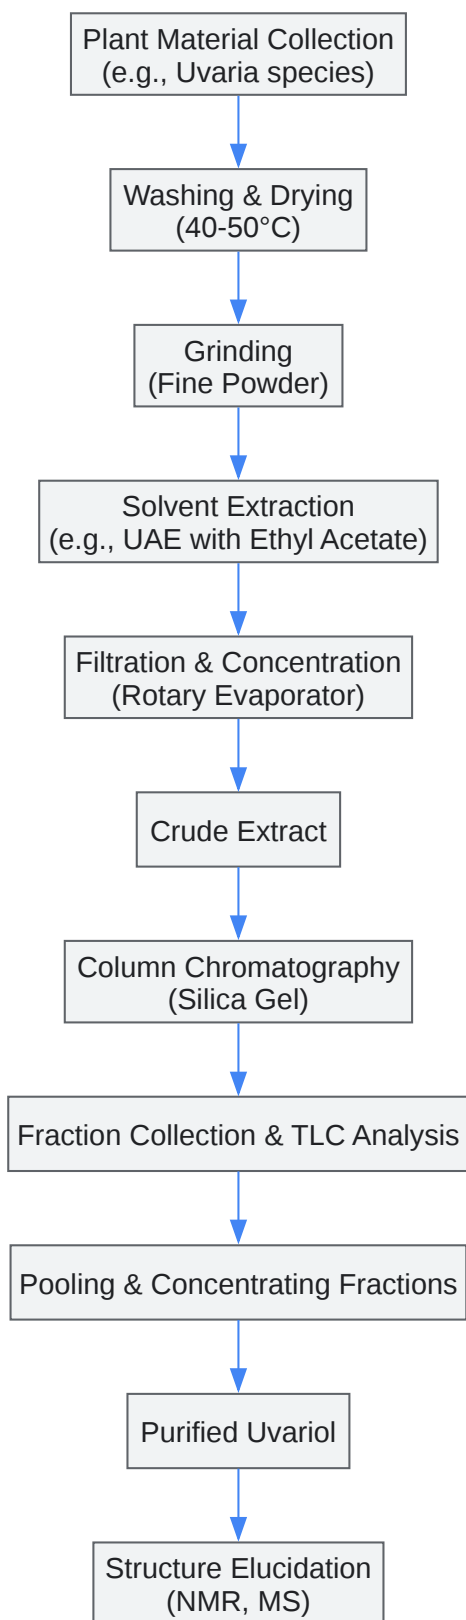 Plant Material Collection
(e.g., Uvaria species)
Washing & Drying
(40-50°C)
Grinding
(Fine Powder)
Solvent Extraction
(e.g., UAE with Ethyl Acetate)
Filtration & Concentration
(Rotary Evaporator)
Crude Extract
Column Chromatography
(Silica Gel)
Fraction Collection & TLC Analysis
Pooling & Concentrating Fractions
Purified Uvariol
Structure Elucidation
(NMR, MS)